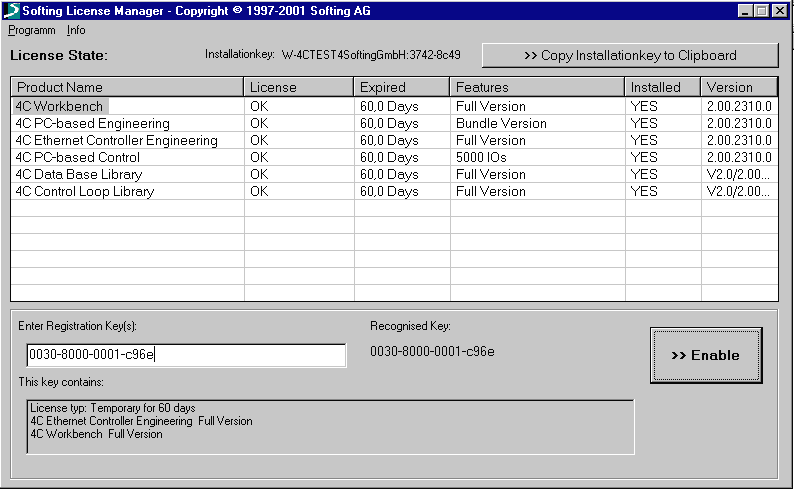 Softing License Manager - Copyright © 1997-2001 Softing AG
Programm Info
License State: Installationkey: W-4CTEST4SoftingGmbH:3742-8c49 >> Copy Installationkey to Clipboard
Product Name License Expired Features Installed Version
4C Workbench OK 60,0 Days Full Version YES 2.00.2310.0
4C PC-based Engineering OK 60,0 Days Bundle Version YES 2.00.2310.0
4C Ethernet Controller Engineering OK 60,0 Days Full Version YES 2.00.2310.0
4C PC-based Control OK 60,0 Days 5000 IOs YES 2.00.2310.0
4C Data Base Library OK 60,0 Days Full Version YES V2.0/2.00...
4C Control Loop Library OK 60,0 Days Full Version YES V2.0/2.00...
Enter Registration Key(s): Recognised Key:
0030-8000-0001-c96e 0030-8000-0001-c96e >> Enable
This key contains:
License typ: Temporary for 60 days
4C Ethernet Controller Engineering Full Version
4C Workbench Full Version